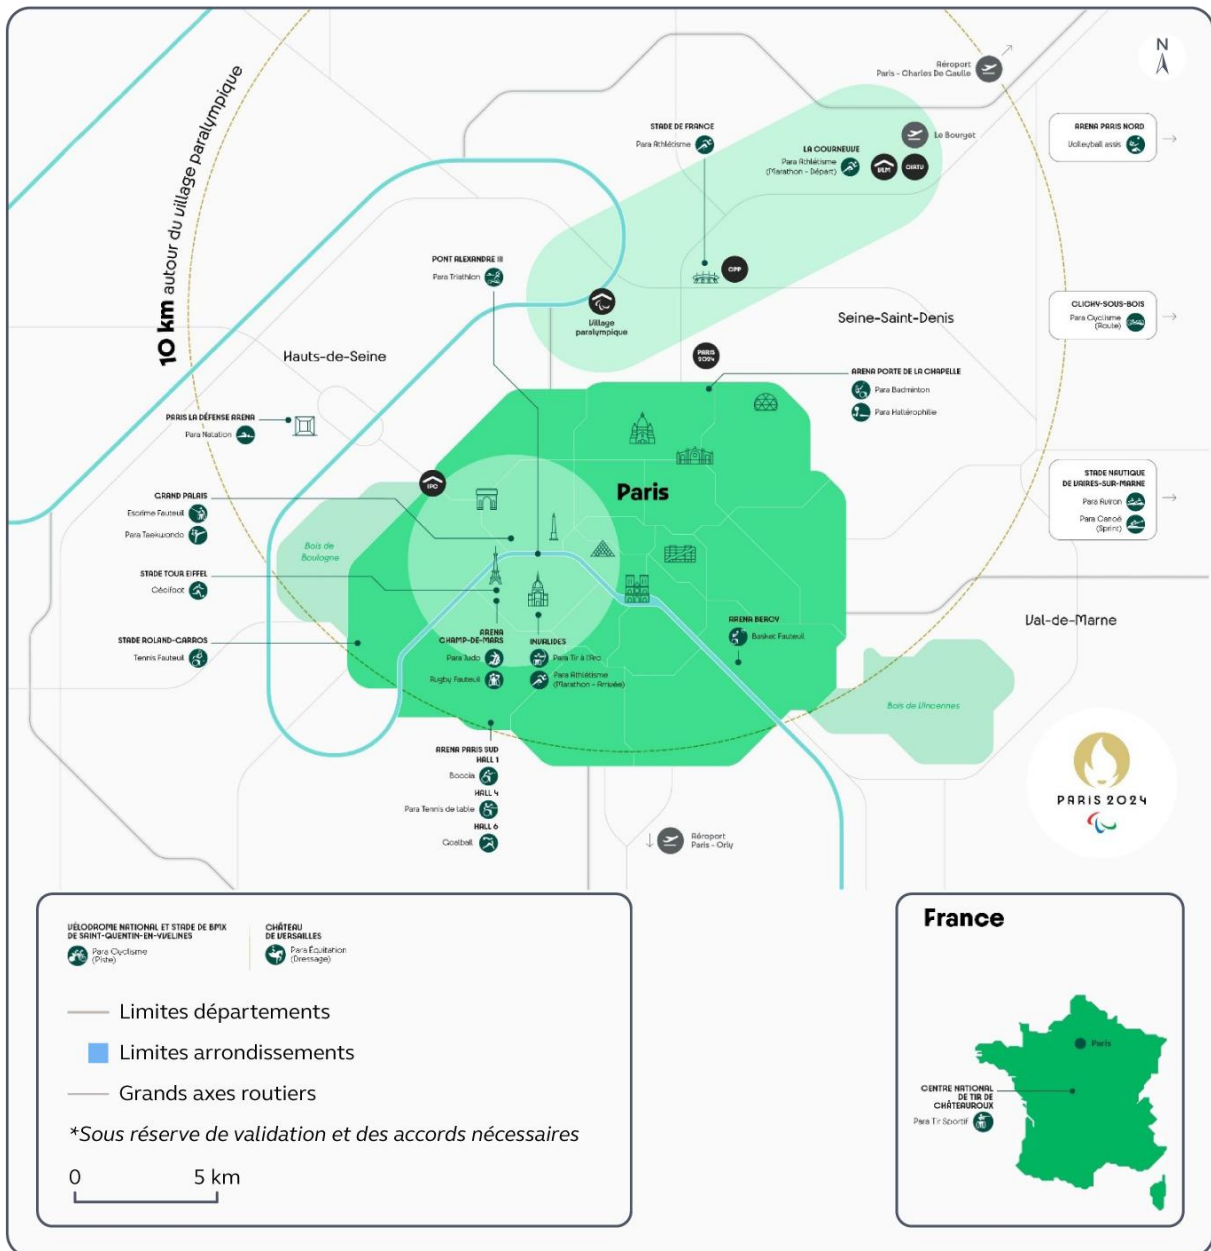 N
Aéroport
Paris - Charles De Gaulle
10 km autour du village paralympique
STADE DE FRANCE
Para Athlétisme
LA COURNEUVE
Para Athlétisme
(Marathon - Départ)
Le Bourget
VLM
ARENA PARIS NORD
Volleyball assis
PONT ALEXANDRE III
Para Triathlon
OPP
Village
paralympique
Seine-Saint-Denis
CLICHY-SOUS-BOIS
Para Cyclisme
(Route)
Hauts-de-Seine
PARIS
2024
ARENA PORTE DE LA CHAPELLE
Para Badminton
Para Haltérophilie
PARIS LA DÉFENSE ARENA
Para Natation
IPC
Paris
STADE NAUTIQUE
DE VAIRES-SUR-MARNE
Para Aviron
Para Canoë
(Sprint)
GRAND PALAIS
Escrime Fauteuil
Para Taekwondo
Bois de
Boulogne
STADE TOUR EIFFEL
Cécifoot
STADE ROLAND-GARROS
Tennis Fauteuil
ARENA
CHAMP-DE-MARS
Para Judo
Rugby Fauteuil
INVALIDES
Para Tir à l'Arc
Para Athlétisme
(Marathon - Arrivée)
ARENA BERCY
Basket Fauteuil
Val-de-Marne
Bois de Vincennes
ARENA PARIS SUD
HALL 1
Boccia
HALL 4
Para Tennis de table
HALL 6
Goalball
Aéroport
Paris - Orly
PARIS 2024
VÉLODROME NATIONAL ET STADE DE BMX
DE SAINT-QUENTIN-EN-YVELINES
Para Cyclisme
(Piste)
CHÂTEAU
DE VERSAILLES
Para Équitation
(Dressage)
Limites départements
Limites arrondissements
Grands axes routiers
*Sous réserve de validation et des accords nécessaires
0 5 km
France
Paris
CENTRE NATIONAL
DE TIR DE
CHÂTEAUROUX
Para Tir Sportif